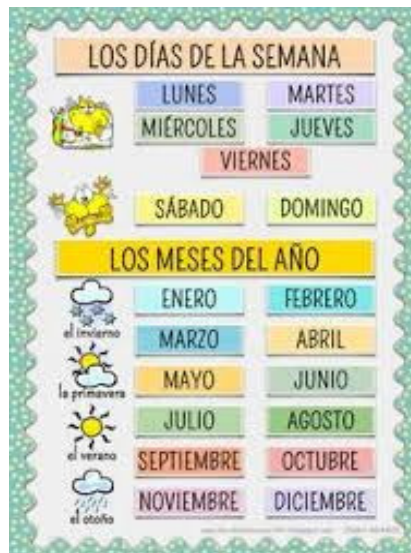 LOS DÍAS DE LA SEMANA
LUNES MARTES
MIÉRCOLES JUEVES
VIERNES
SÁBADO DOMINGO
LOS MESES DEL AÑO
ENERO FEBRERO
el invierno
MARZO ABRIL
MAYO JUNIO
la primavera
JULIO AGOSTO
el verano
SEPTIEMBRE OCTUBRE
NOVIEMBRE DICIEMBRE
el otoño